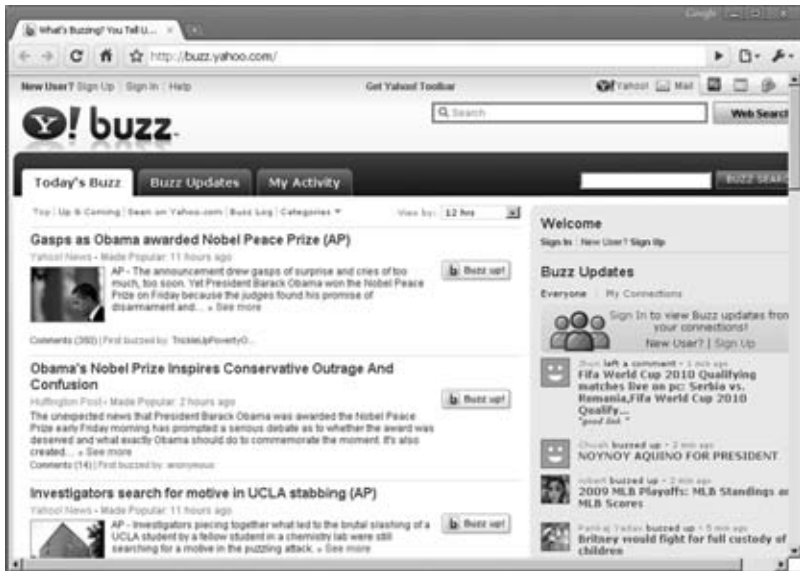 Google
What's Buzzing? You Tell U...
http://buzz.yahoo.com/
New User? Sign Up | Sign In | Help
Get Yahoo! Toolbar
Yahoo! Mail
Y! buzz
Search
Web Search
Today's Buzz
Buzz Updates
My Activity
BUZZ SEAR
Top | Up & Coming | Seen on Yahoo.com | Buzz Log | Categories
View by: 12 hrs
Gasps as Obama awarded Nobel Peace Prize (AP)
Yahoo! News - Made Popular: 11 hours ago
AP - The announcement drew gasps of surprise and cries of too
much, too soon. Yet President Barack Obama won the Nobel Peace
Prize on Friday because the judges found his promise of
disarmament and... » See more
Buzz up!
Comments (350) | First buzzed by: TrickleUpPovertyO...
Obama's Nobel Prize Inspires Conservative Outrage And
Confusion
Huffington Post - Made Popular: 2 hours ago
Buzz up!
The unexpected news that President Barack Obama was awarded the Nobel Peace
Prize early Friday morning has prompted a serious debate as to whether the award was
deserved and what exactly Obama should do to commemorate the moment. It's also
created... » See more
Comments (14) | First buzzed by: anonymous
Investigators search for motive in UCLA stabbing (AP)
Yahoo! News - Made Popular: 11 hours ago
AP - Investigators piecing together what led to the brutal slashing of a
UCLA student by a fellow student in a chemistry lab were still
searching for a motive in the puzzling attack. » See more
Buzz up!
Welcome
Sign In | New User? Sign Up
Buzz Updates
Everyone | My Connections
Sign In to view Buzz updates from
your connections!
New User? | Sign Up
left a comment - 1 min ago
Fifa World Cup 2010 Qualifying
matches live on pc: Serbia vs.
Romania,Fifa World Cup 2010
Qualify...
"good link "
buzzed up - 2 min ago
NOYNOY AQUINO FOR PRESIDENT
robert buzzed up - 2 min ago
2009 MLB Playoffs: MLB Standings an
MLB Scores
Pankaj Yadav buzzed up - 5 min ago
Britney would fight for full custody of
children